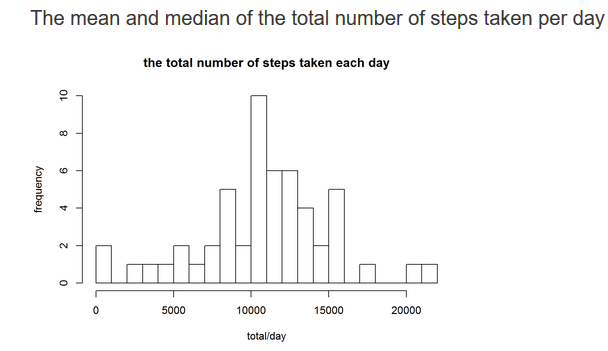 The mean and median of the total number of steps taken per day
the total number of steps taken each day
frequency
10
8
6
4
2
0
0 5000 10000 15000 20000
total/day